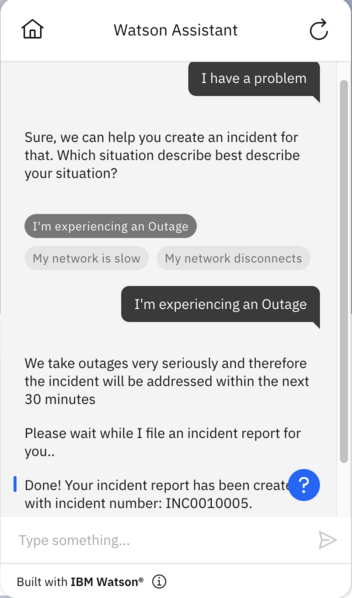 Watson Assistant
I have a problem
Sure, we can help you create an incident for
that. Which situation describe best describe
your situation?
I'm experiencing an Outage
My network is slow
My network disconnects
I'm experiencing an Outage
We take outages very seriously and therefore
the incident will be addressed within the next
30 minutes
Please wait while I file an incident report for
you..
Done! Your incident report has been create
?
with incident number: INC0010005.
Type something...
Built with IBM Watson®